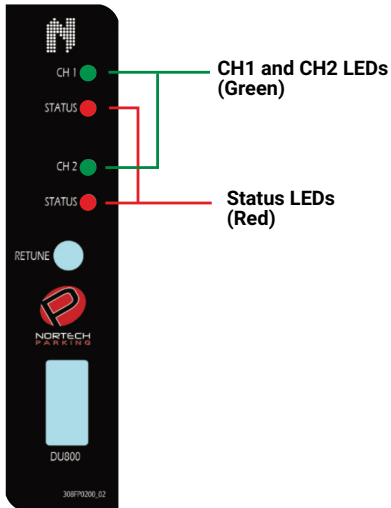 N
CH 1
CH1 and CH2 LEDs
(Green)
STATUS
CH 2
STATUS
Status LEDs
(Red)
RETUNE
P
NORTECH
PARKING
DU800
308FP0200_02